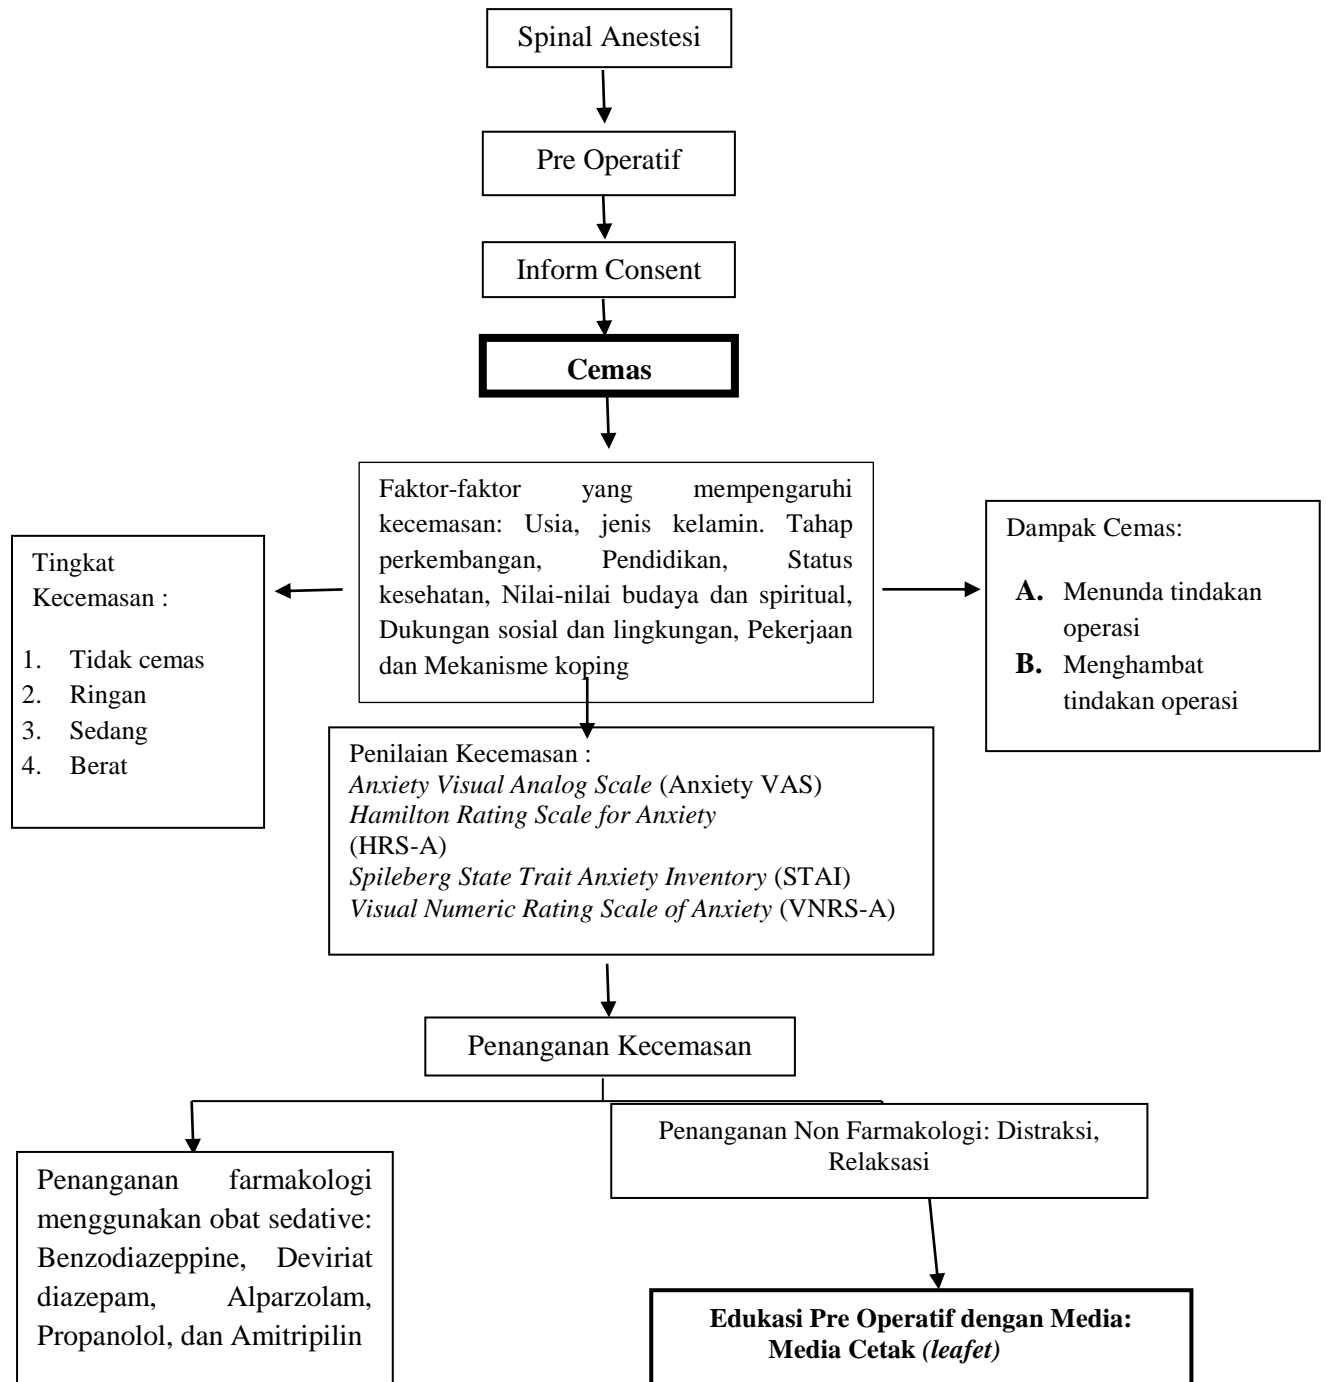 Spinal Anestesi
Pre Operatif
Inform Consent
Cemas
Faktor-faktor yang mempengaruhi
kecemasan: Usia, jenis kelamin. Tahap
perkembangan, Pendidikan, Status
kesehatan, Nilai-nilai budaya dan spiritual,
Dukungan sosial dan lingkungan, Pekerjaan
dan Mekanisme koping
Tingkat
Kecemasan :
1. Tidak cemas
2. Ringan
3. Sedang
4. Berat
Dampak Cemas:
A. Menunda tindakan
operasi
B. Menghambat
tindakan operasi
Penilaian Kecemasan :
Anxiety Visual Analog Scale (Anxiety VAS)
Hamilton Rating Scale for Anxiety
(HRS-A)
Spileberg State Trait Anxiety Inventory (STAI)
Visual Numeric Rating Scale of Anxiety (VNRS-A)
Penanganan Kecemasan
Penanganan farmakologi
menggunakan obat sedative:
Benzodiazeppine, Deviriat
diazepam, Alparzolam,
Propanolol, dan Amitripilin
Penanganan Non Farmakologi: Distraksi,
Relaksasi
Edukasi Pre Operatif dengan Media:
Media Cetak (leafet)